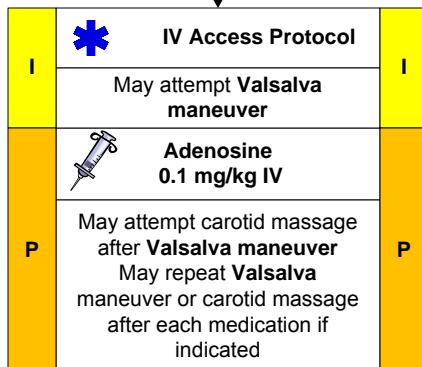 I
IV Access Protocol
I
May attempt Valsalva
maneuver
P
Adenosine
0.1 mg/kg IV
P
May attempt carotid massage
after Valsalva maneuver
May repeat Valsalva
maneuver or carotid massage
after each medication if
indicated